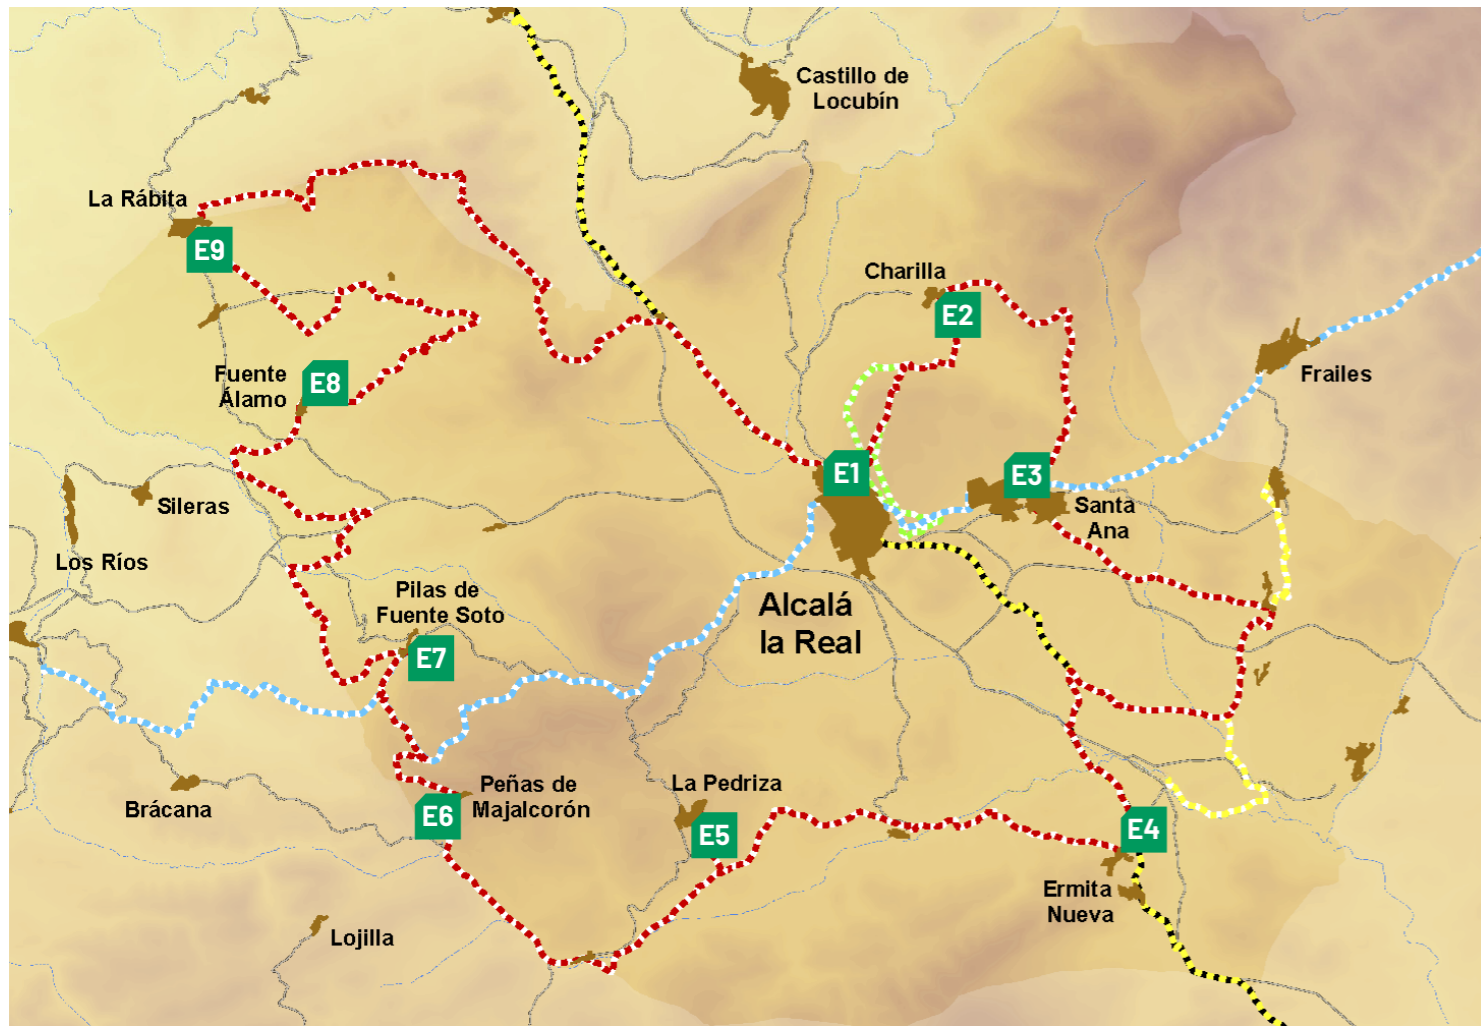 Castillo de
Locubín
La Rábita
E9
Charilla
E2
Frailes
Fuente
Álamo
E8
E1
E3
Santa
Ana
Sileras
Los Ríos
Pilas de
Fuente Soto
E7
Alcalá
la Real
Peñas de
Majalcorón
E6
La Pedriza
E5
Brácana
E4
Ermita
Nueva
Lojilla